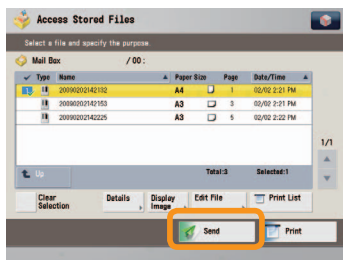 Access Stored Files
Select a file and specify the purpose.
Mail Box / 00 :
Type Name Paper Size Page Date/Time
1 20090202142132 A4 1 02/02 2:21 PM
20090202142153 A3 3 02/02 2:21 PM
20090202142225 A3 5 02/02 2:22 PM
1/1
Up Total:3 Selected:1
Clear Selection Details Display Image Edit File Print List
Send Print